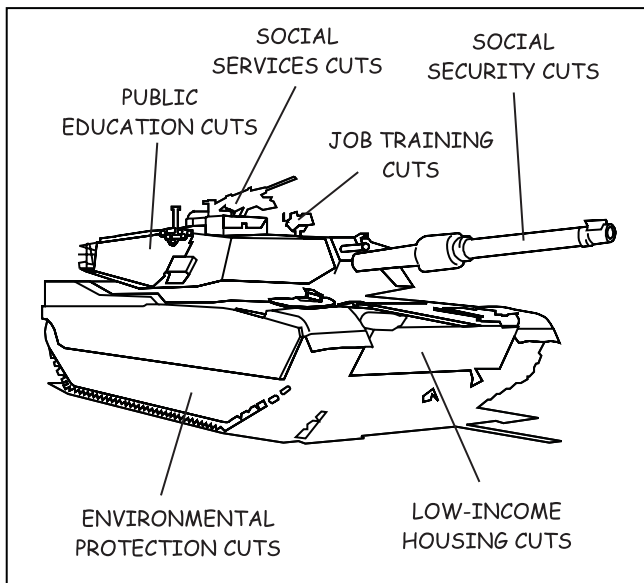 SOCIAL
SERVICES CUTS
SOCIAL
SECURITY CUTS
PUBLIC
EDUCATION CUTS
JOB TRAINING
CUTS
ENVIRONMENTAL
PROTECTION CUTS
LOW-INCOME
HOUSING CUTS